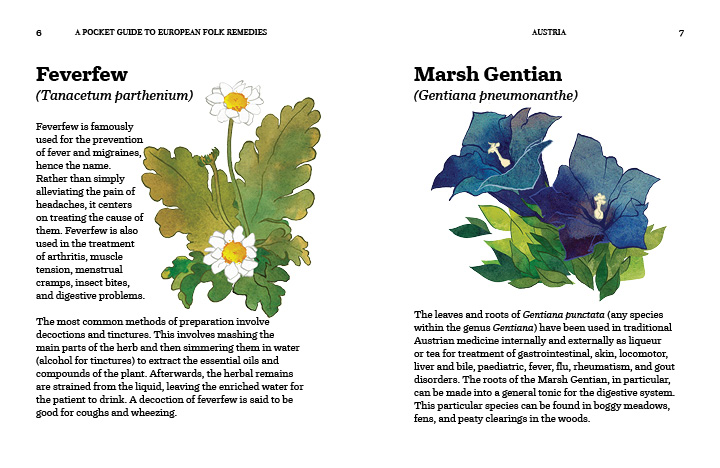 6
A POCKET GUIDE TO EUROPEAN FOLK REMEDIES
Feverfew
(Tanacetum parthenium)
Feverfew is famously
used for the prevention
of fever and migraines,
hence the name.
Rather than simply
alleviating the pain of
headaches, it centers
on treating the cause of
them. Feverfew is also
used in the treatment
of arthritis, muscle
tension, menstrual
cramps, insect bites,
and digestive problems.
The most common methods of preparation involve
decoctions and tinctures. This involves mashing the
main parts of the herb and then simmering them in water
(alcohol for tinctures) to extract the essential oils and
compounds of the plant. Afterwards, the herbal remains
are strained from the liquid, leaving the enriched water for
the patient to drink. A decoction of feverfew is said to be
good for coughs and wheezing.
AUSTRIA
7
Marsh Gentian
(Gentiana pneumonanthe)
The leaves and roots of Gentiana punctata (any species
within the genus Gentiana) have been used in traditional
Austrian medicine internally and externally as liqueur
or tea for treatment of gastrointestinal, skin, locomotor,
liver and bile, paediatric, fever, flu, rheumatism, and gout
disorders. The roots of the Marsh Gentian, in particular,
can be made into a general tonic for the digestive system.
This particular species can be found in boggy meadows,
fens, and peaty clearings in the woods.